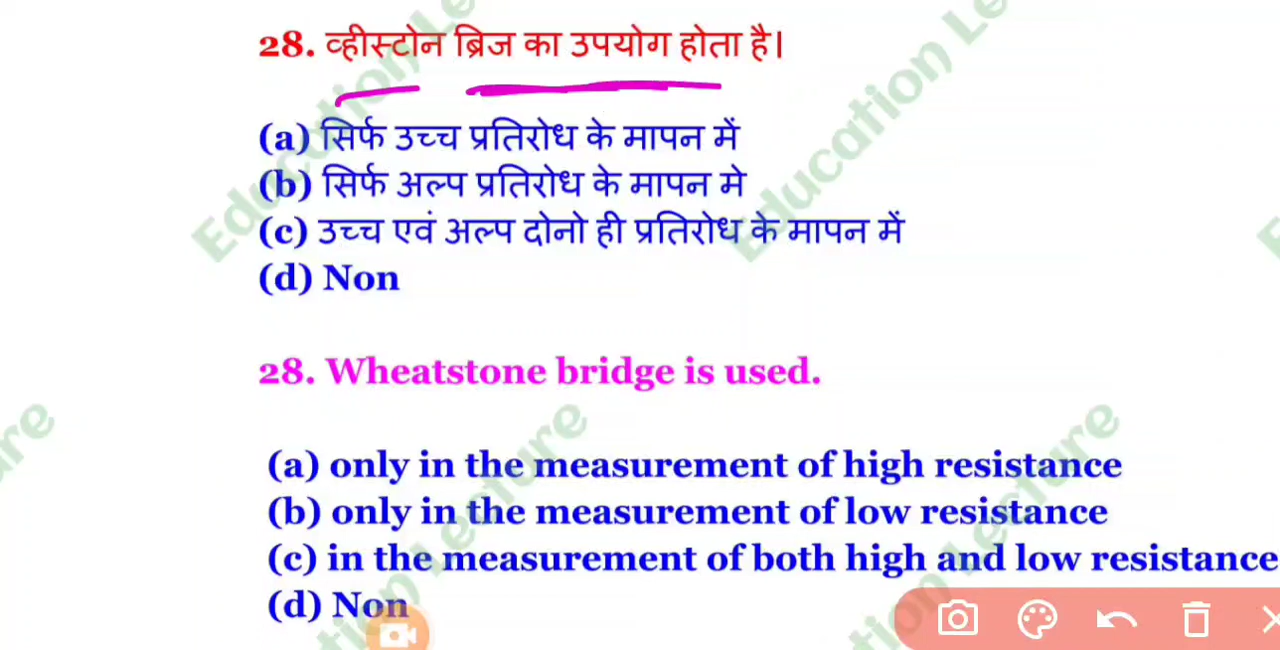 28. व्हीस्टोन ब्रिज का उपयोग होता है।
(a) सिर्फ उच्च प्रतिरोध के मापन में
(b) सिर्फ अल्प प्रतिरोध के मापन मे
(c) उच्च एवं अल्प दोनो ही प्रतिरोध के मापन में
(d) Non
28. Wheatstone bridge is used.
(a) only in the measurement of high resistance
(b) only in the measurement of low resistance
(c) in the measurement of both high and low resistance
(d) Non
Education Lecture